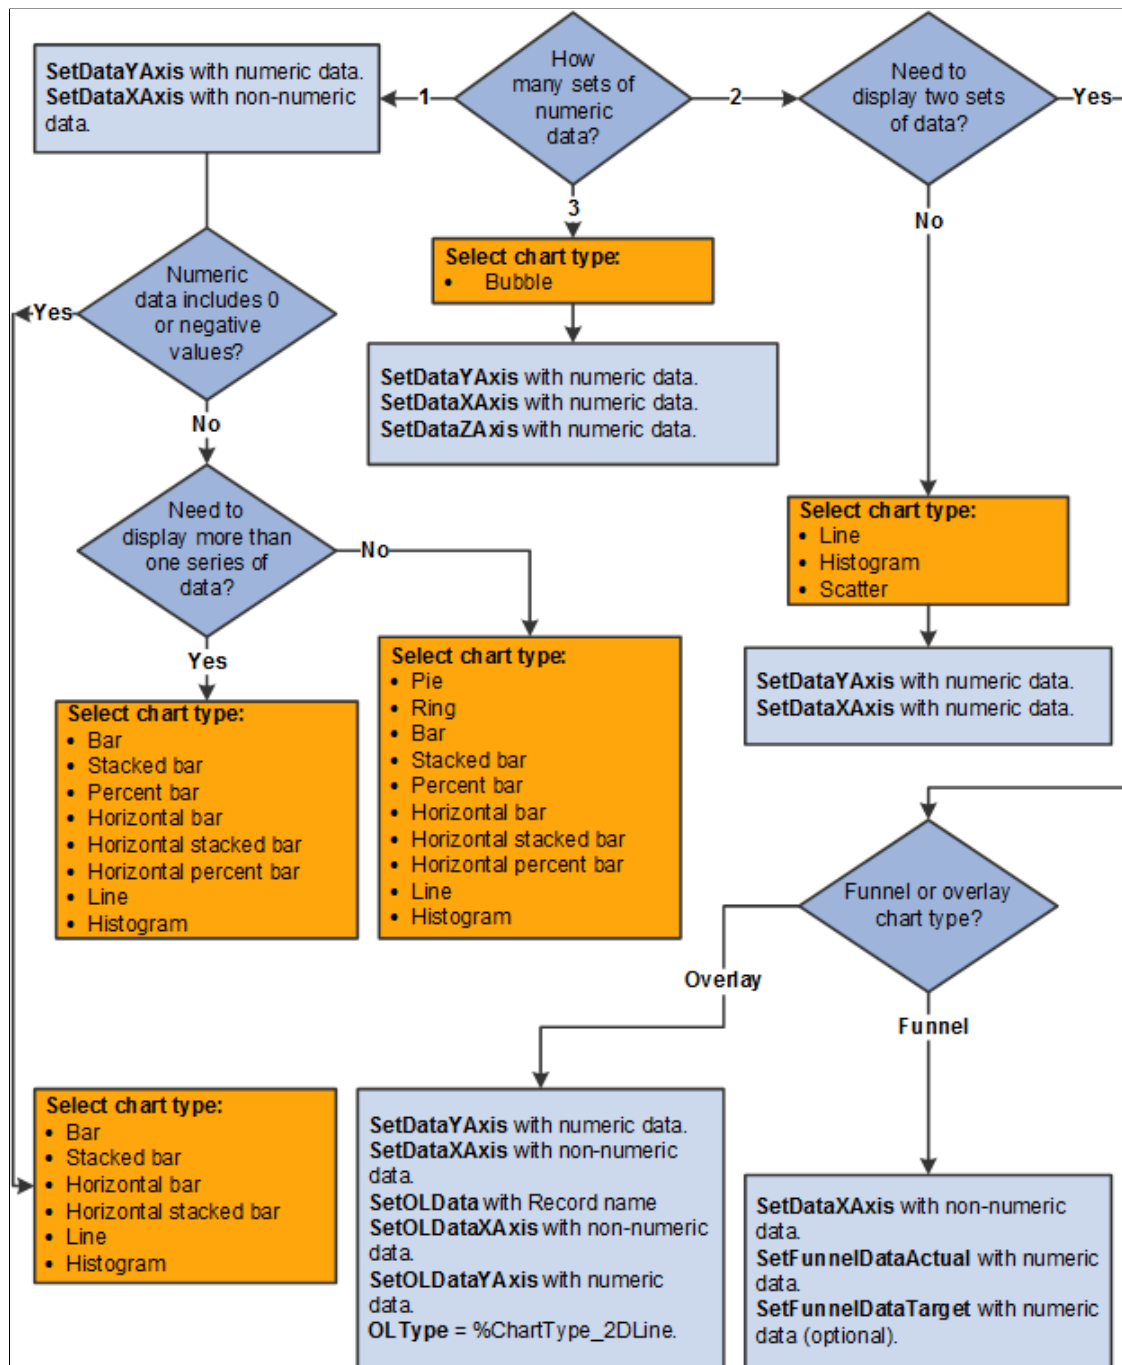 How
many sets of
numeric
data?
1
2
3
SetDataYAxis with numeric data.
SetDataXAxis with non-numeric
data.
Need to
display two sets
of data?
Yes
No
Select chart type:
• Bubble
SetDataYAxis with numeric data.
SetDataXAxis with numeric data.
SetDataZAxis with numeric data.
Numeric
data includes 0
or negative
values?
Yes
No
Need to
display more than
one series of
data?
No
Yes
Select chart type:
• Line
• Histogram
• Scatter
SetDataYAxis with numeric data.
SetDataXAxis with numeric data.
Select chart type:
• Bar
• Stacked bar
• Percent bar
• Horizontal bar
• Horizontal stacked bar
• Horizontal percent bar
• Line
• Histogram
Select chart type:
• Pie
• Ring
• Bar
• Stacked bar
• Percent bar
• Horizontal bar
• Horizontal stacked bar
• Horizontal percent bar
• Line
• Histogram
Funnel or overlay
chart type?
Overlay
Funnel
Select chart type:
• Bar
• Stacked bar
• Horizontal bar
• Horizontal stacked bar
• Line
• Histogram
SetDataYAxis with numeric data.
SetDataXAxis with non-numeric
data.
SetOLData with Record name
SetOLDataXAxis with non-numeric
data.
SetOLDataYAxis with numeric
data.
OLType = %ChartType_2DLine.
SetDataXAxis with non-numeric
data.
SetFunnelDataActual with numeric
data.
SetFunnelDataTarget with numeric
data (optional).